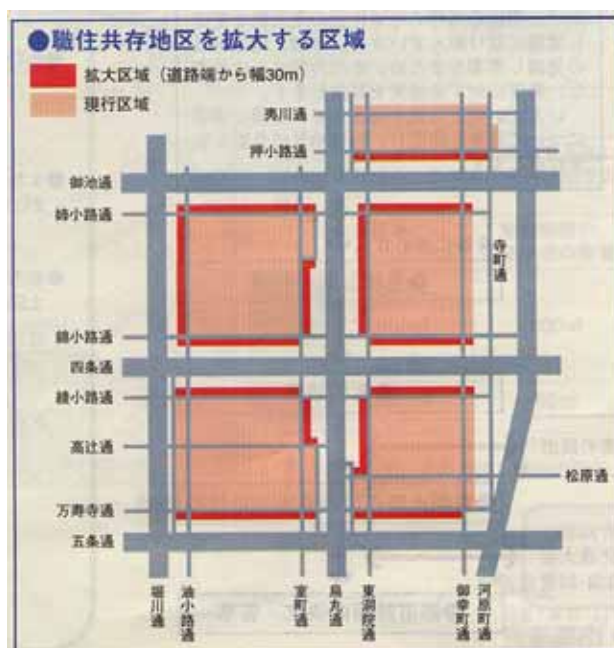 ●職住共存地区を拡大する区域
拡大区域（道路端から幅30m）
現行区域
夷川通
押小路通
御池通
姉小路通
寺町通
錦小路通
四条通
綾小路通
高辻通
松原通
万寿寺通
五条通
堀川通
油小路通
室町通
烏丸通
東洞院通
御幸町通
河原町通